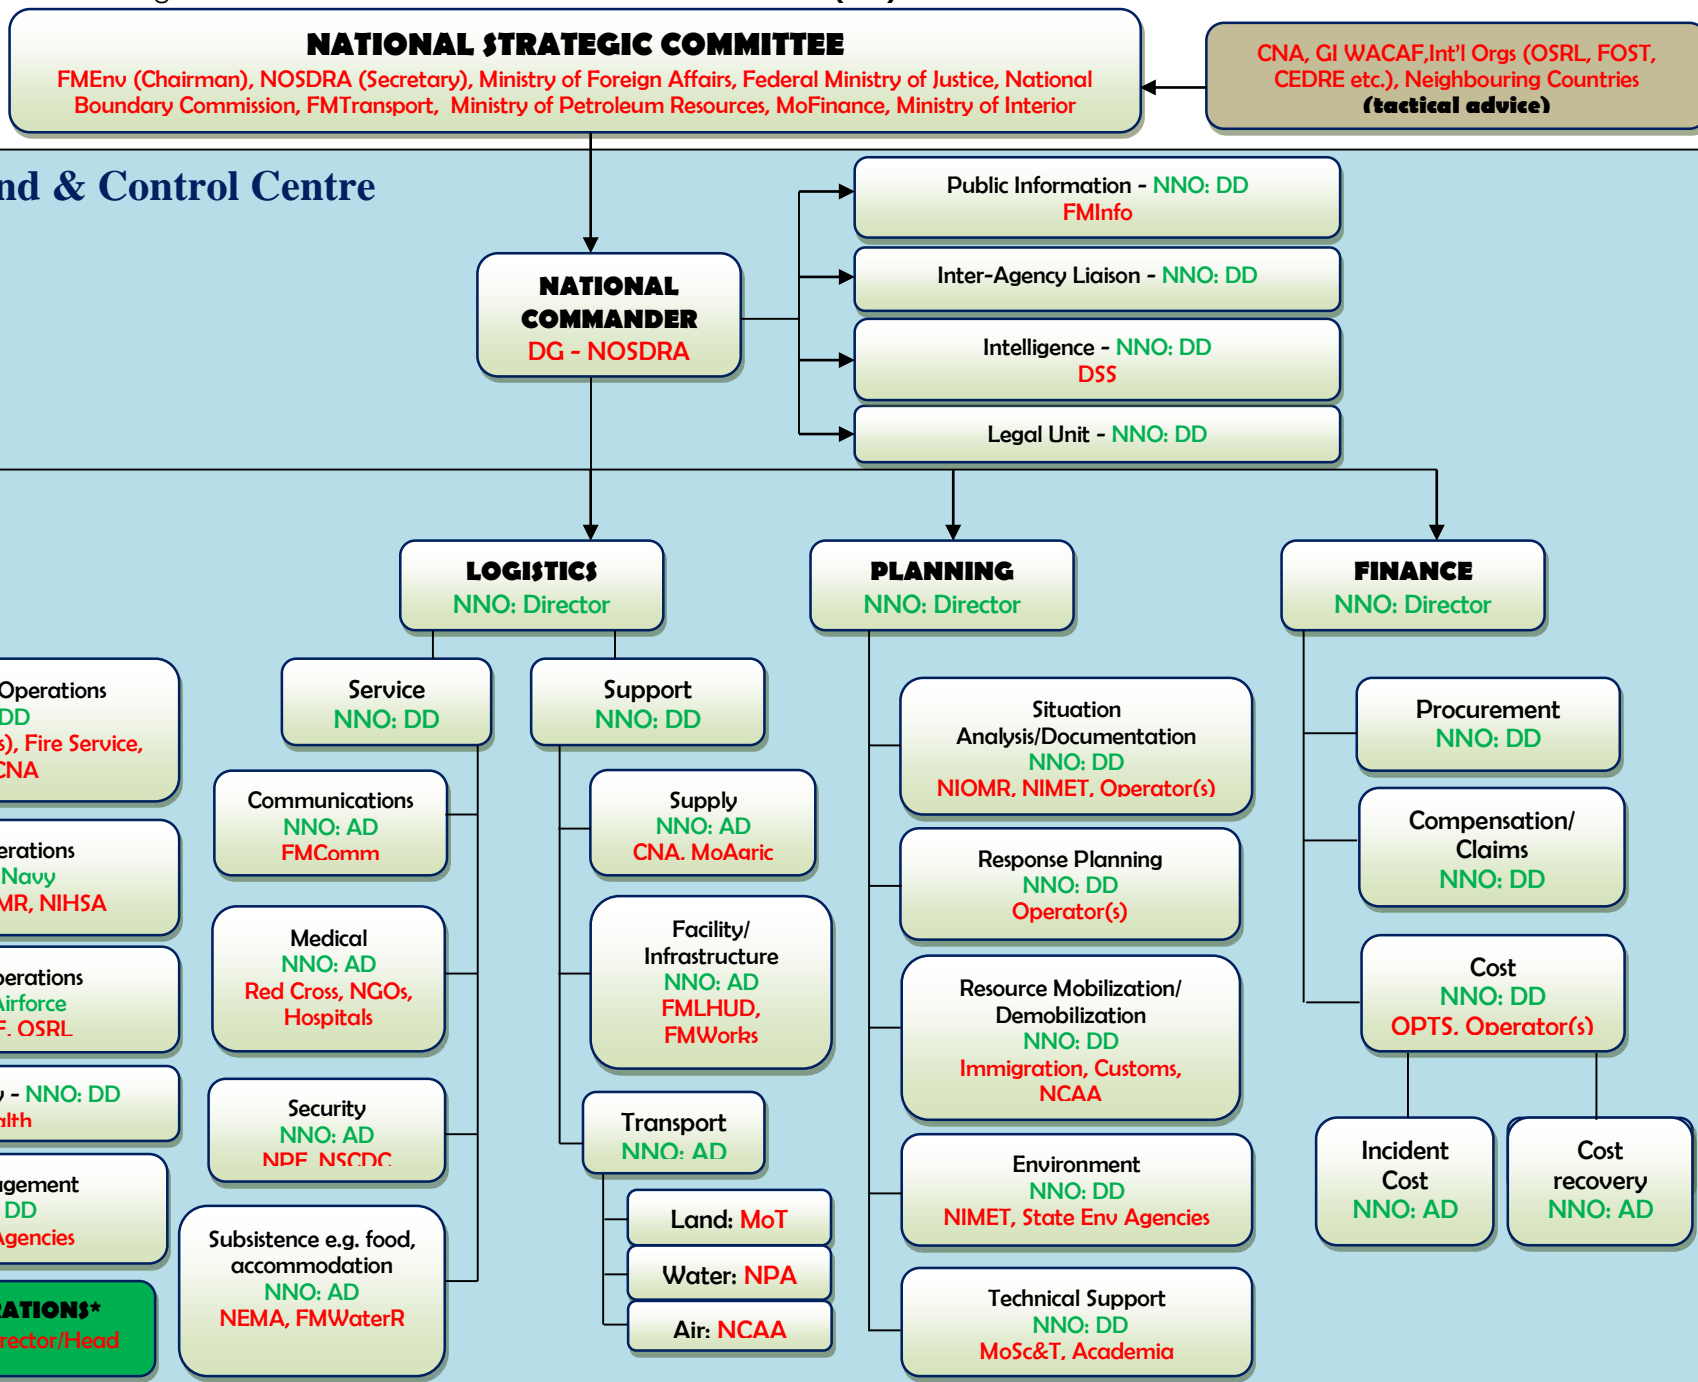 NATIONAL STRATEGIC COMMITTEE
FMEnv (Chairman), NOSDRA (Secretary), Ministry of Foreign Affairs, Federal Ministry of Justice, National
Boundary Commission, FMTransport, Ministry of Petroleum Resources, MoFinance, Ministry of Interior
CNA, GI WACAF,Int'l Orgs (OSRL, FOST,
CEDRE etc.), Neighbouring Countries
(tactical advice)
nd & Control Centre
NATIONAL
COMMANDER
DG - NOSDRA
Public Information - NNO: DD
FMInfo
Inter-Agency Liaison - NNO: DD
Intelligence - NNO: DD
DSS
Legal Unit - NNO: DD
LOGISTICS
NNO: Director
PLANNING
NNO: Director
FINANCE
NNO: Director
Operations
DD
s), Fire Service,
CNA
erations
Navy
MR, NIHSA
perations
Airforce
F, OSRL
y - NNO: DD
alth
agement
DD
Agencies
RATIONS*
rector/Head
Service
NNO: DD
Communications
NNO: AD
FMComm
Medical
NNO: AD
Red Cross, NGOs,
Hospitals
Security
NNO: AD
NPF, NSCDC
Subsistence e.g. food,
accommodation
NNO: AD
NEMA, FMWaterR
Support
NNO: DD
Supply
NNO: AD
CNA, MoAgric
Facility/
Infrastructure
NNO: AD
FMLHUD,
FMWorks
Transport
NNO: AD
Land: MoT
Water: NPA
Air: NCAA
Situation
Analysis/Documentation
NNO: DD
NIOMR, NIMET, Operator(s)
Response Planning
NNO: DD
Operator(s)
Resource Mobilization/
Demobilization
NNO: DD
Immigration, Customs,
NCAA
Environment
NNO: DD
NIMET, State Env Agencies
Technical Support
NNO: DD
MoSc&T, Academia
Procurement
NNO: DD
Compensation/
Claims
NNO: DD
Cost
NNO: DD
OPTS, Operator(s)
Incident
Cost
NNO: AD
Cost
recovery
NNO: AD